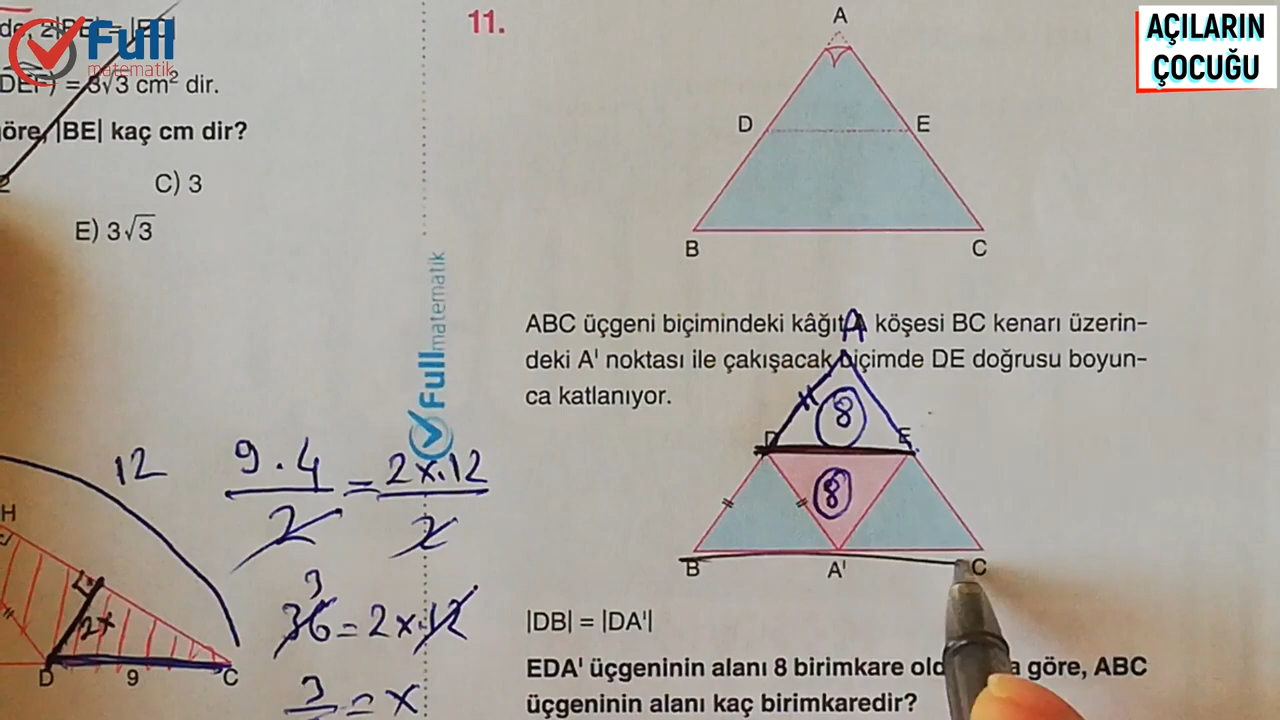 AÇILARIN
ÇOCUĞU
Full
matematik
= 3√3 cm² dir.
|BE| kaç cm dir?
C) 3
E) 3√3
12
9 . 4 / 2 = 2x.12 / 2
36 = 2x.12
3
3 = x
H
2x
D 9 C
Full matematik
11.
A
D E
B C
ABC üçgeni biçimindeki kâğıt, A köşesi BC kenarı üzerin-
deki A' noktası ile çakışacak biçimde DE doğrusu boyun-
ca katlanıyor.
A
8
D E
8
B A' C
|DB| = |DA'|
EDA' üçgeninin alanı 8 birimkare göre, ABC
üçgeninin alanı kaç birimkaredir?